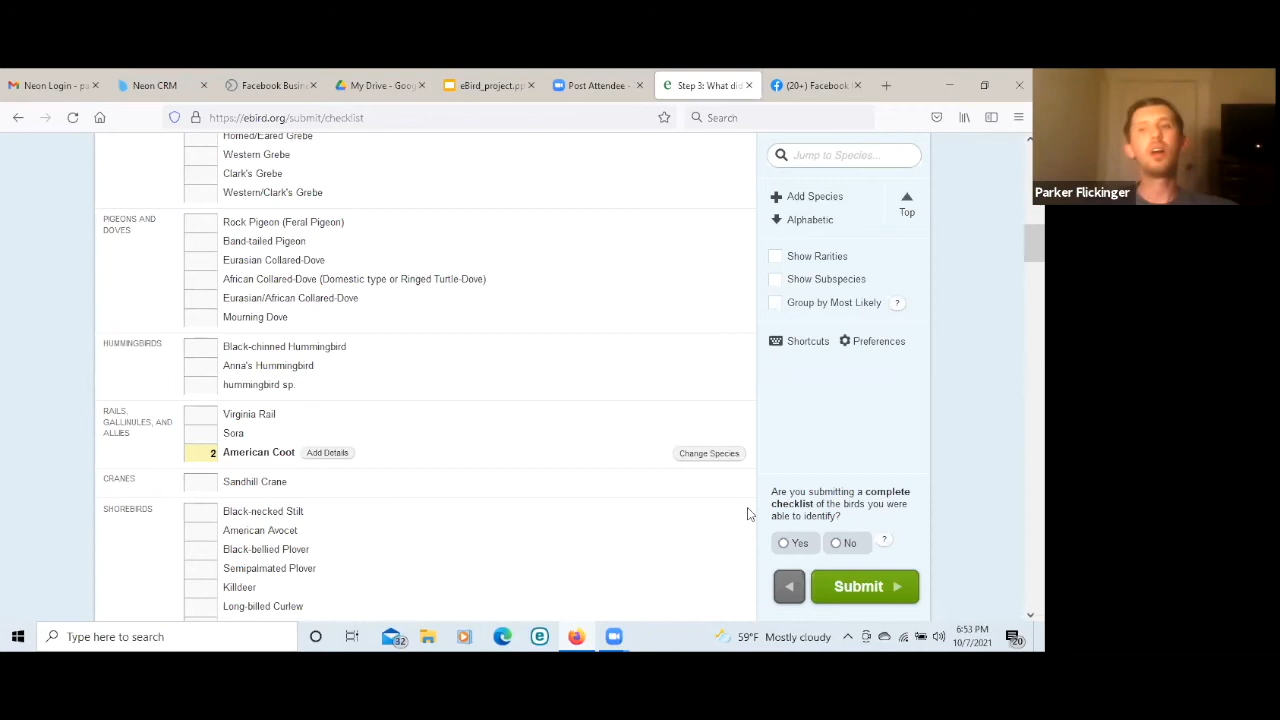 Neon Login - pa
Neon CRM
Facebook Busin
My Drive - Goog
eBird_project.pp
Post Attendee -
Step 3: What did
(20+) Facebook
https://ebird.org/submit/checklist
Search
Horned/Eared Grebe
Western Grebe
Clark's Grebe
Western/Clark's Grebe
PIGEONS AND
DOVES
Rock Pigeon (Feral Pigeon)
Band-tailed Pigeon
Eurasian Collared-Dove
African Collared-Dove (Domestic type or Ringed Turtle-Dove)
Eurasian/African Collared-Dove
Mourning Dove
HUMMINGBIRDS
Black-chinned Hummingbird
Anna's Hummingbird
hummingbird sp.
RAILS,
GALLINULES, AND
ALLIES
Virginia Rail
Sora
2 American Coot Add Details Change Species
CRANES
Sandhill Crane
SHOREBIRDS
Black-necked Stilt
American Avocet
Black-bellied Plover
Semipalmated Plover
Killdeer
Long-billed Curlew
Jump to Species...
Add Species
Alphabetic
Top
Show Rarities
Show Subspecies
Group by Most Likely ?
Shortcuts Preferences
Are you submitting a complete
checklist of the birds you were
able to identify?
Yes No ?
Submit
Parker Flickinger
Type here to search
32
59°F Mostly cloudy
6:53 PM
10/7/2021
20